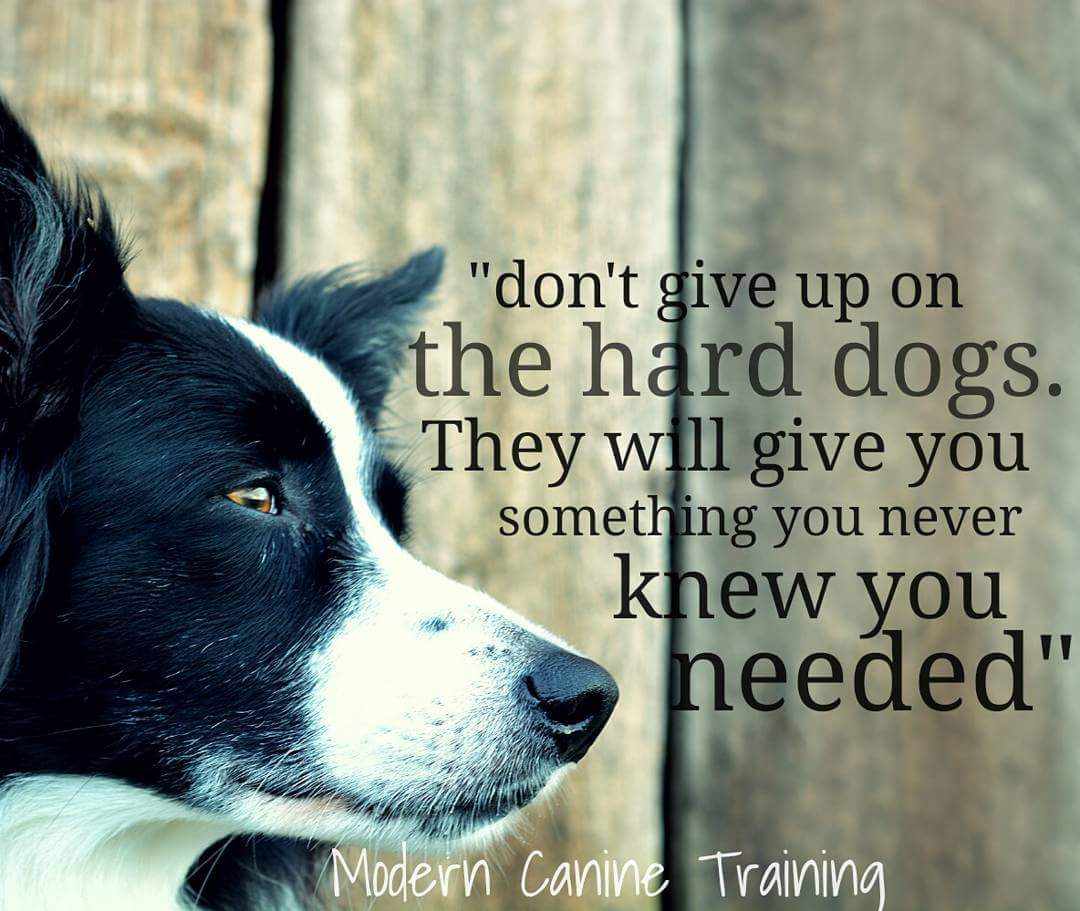 "don't give up on
the hard dogs.
They will give you
something you never
knew you
needed"
Modern Canine Training